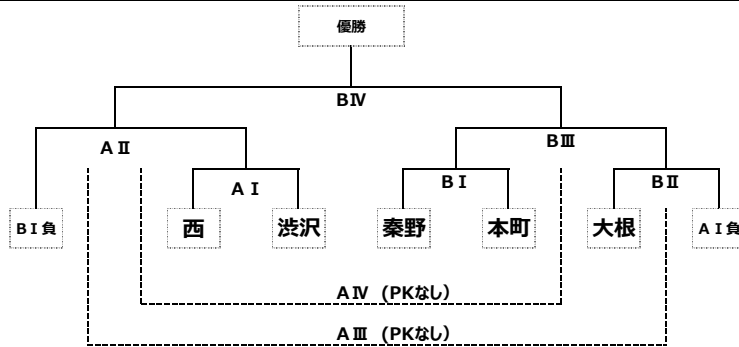 優勝
BⅣ
AⅡ
BⅢ
AⅠ
BⅠ
BⅡ
BⅠ負
西
渋沢
秦野
本町
大根
AⅠ負
AⅣ (PKなし)
AⅢ (PKなし)